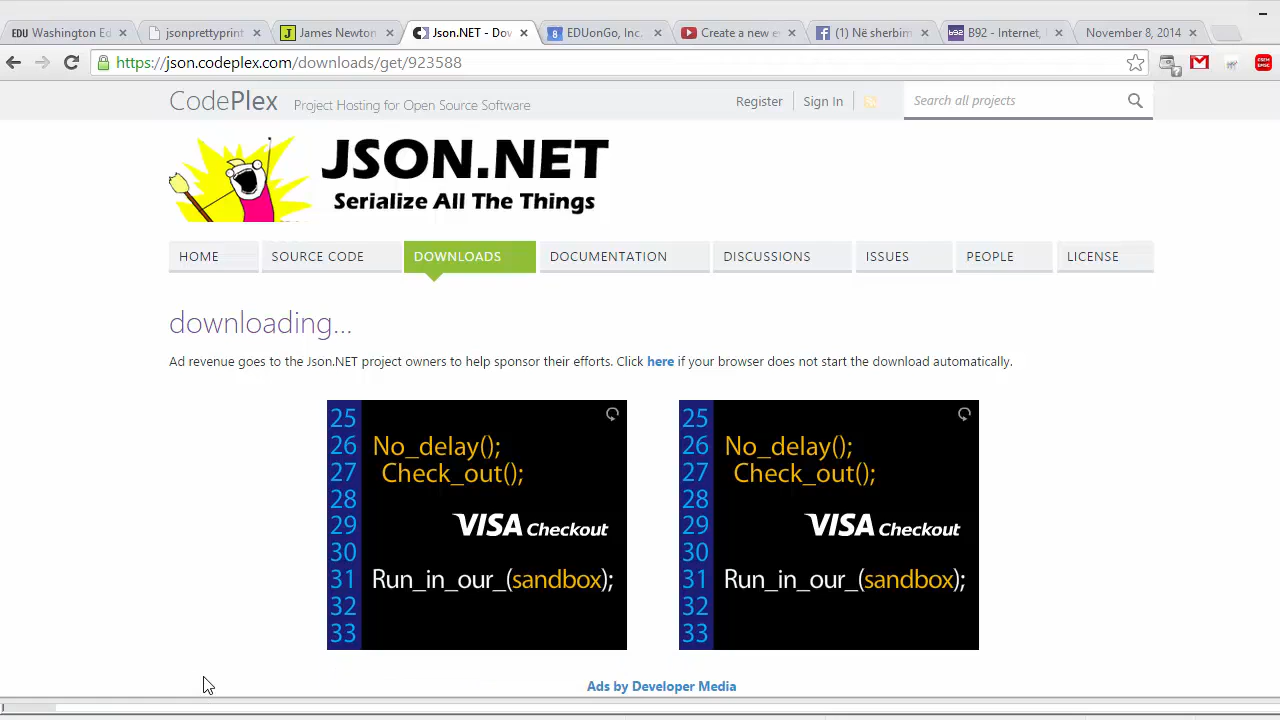 EDU Washington Ed
jsonprettyprint
James Newton
Json.NET - Dov
EDUonGo, Inc.
Create a new e
(1) Në shërbim
B92 - Internet,
November 8, 2014
https://json.codeplex.com/downloads/get/923588
CodePlex Project Hosting for Open Source Software
Register Sign In Search all projects
JSON.NET
Serialize All The Things
HOME SOURCE CODE DOWNLOADS DOCUMENTATION DISCUSSIONS ISSUES PEOPLE LICENSE
downloading...
Ad revenue goes to the Json.NET project owners to help sponsor their efforts. Click here if your browser does not start the download automatically.
25
26 No_delay();
27 Check_out();
28
29 VISA Checkout
30
31 Run_in_our_(sandbox);
32
33
25
26 No_delay();
27 Check_out();
28
29 VISA Checkout
30
31 Run_in_our_(sandbox);
32
33
Ads by Developer Media